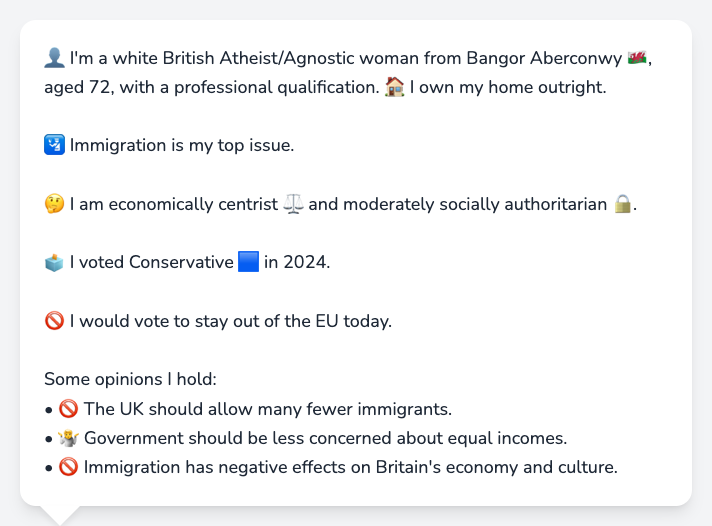 👤 I'm a white British Atheist/Agnostic woman from Bangor Aberconwy 🏴󠁧󠁢󠁷󠁬󠁳󠁿,
aged 72, with a professional qualification. 🏠 I own my home outright.
🛂 Immigration is my top issue.
🤔 I am economically centrist ⚖️ and moderately socially authoritarian 🔒.
🗳️ I voted Conservative 🟦 in 2024.
🚫 I would vote to stay out of the EU today.
Some opinions I hold:
• 🚫 The UK should allow many fewer immigrants.
• 🤷 Government should be less concerned about equal incomes.
• 🚫 Immigration has negative effects on Britain's economy and culture.